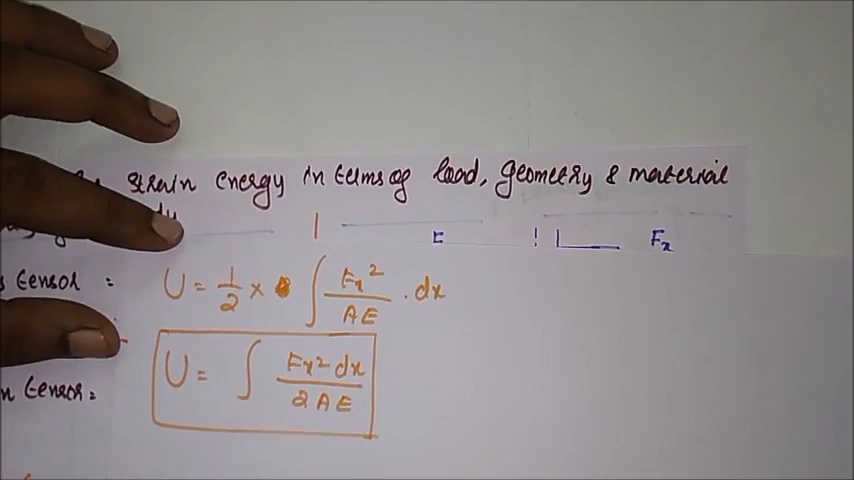 strain energy in terms of load, geometry & material
Fx
s tensor : U = 1/2 × ∫ Fx²/AE . dx
U = ∫ Fx² dx / 2AE
n tensor :